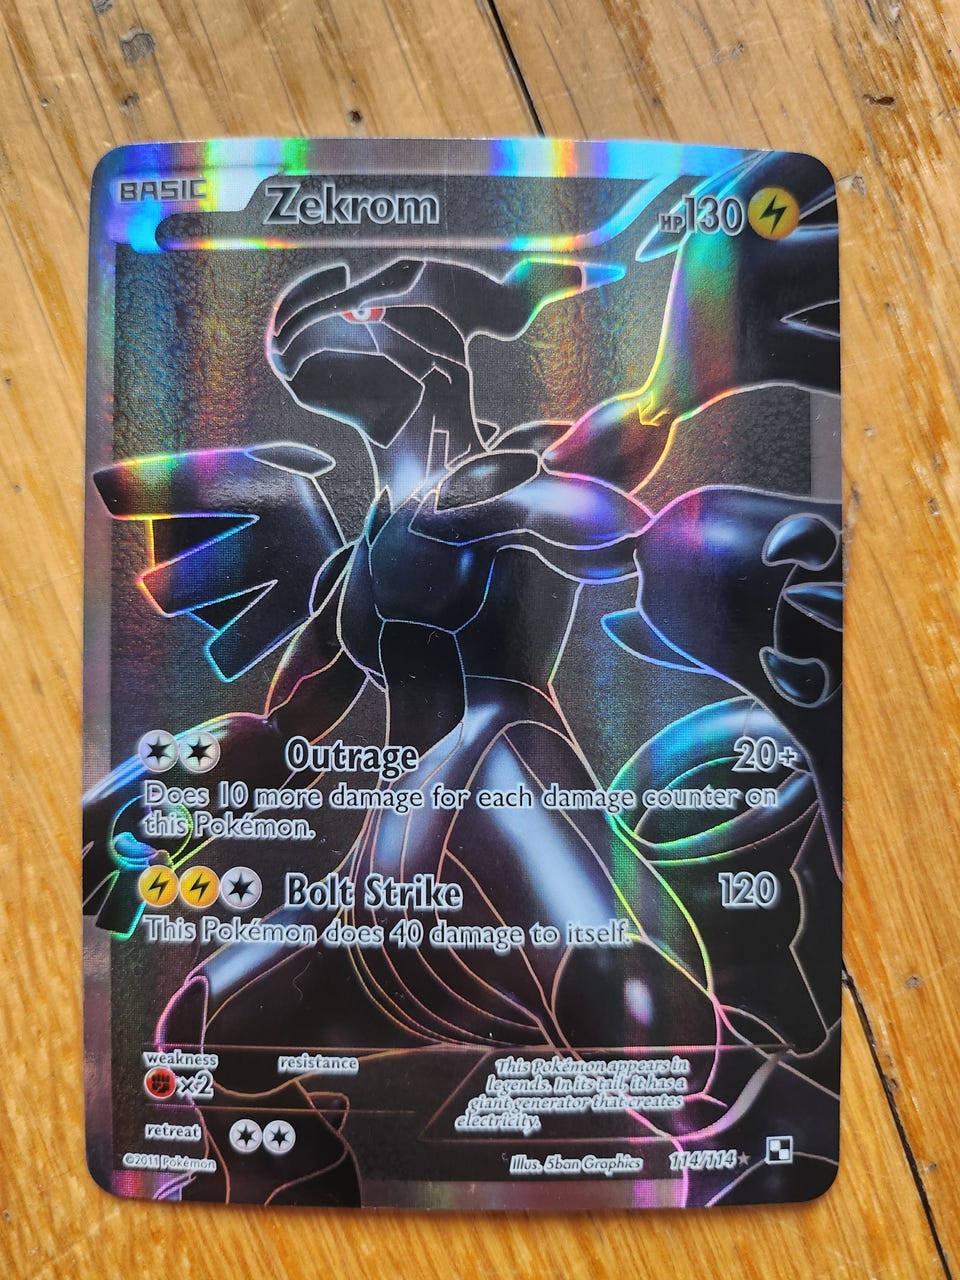 BASIC Zekrom HP130
Outrage 20+
Does 10 more damage for each damage counter on
this Pokémon.
Bolt Strike 120
This Pokémon does 40 damage to itself.
weakness resistance
×2
retreat
This Pokémon appears in
legends. In its tail, it has a
giant generator that creates
electricity.
©2011 Pokémon Illus. 5ban Graphics 114/114★